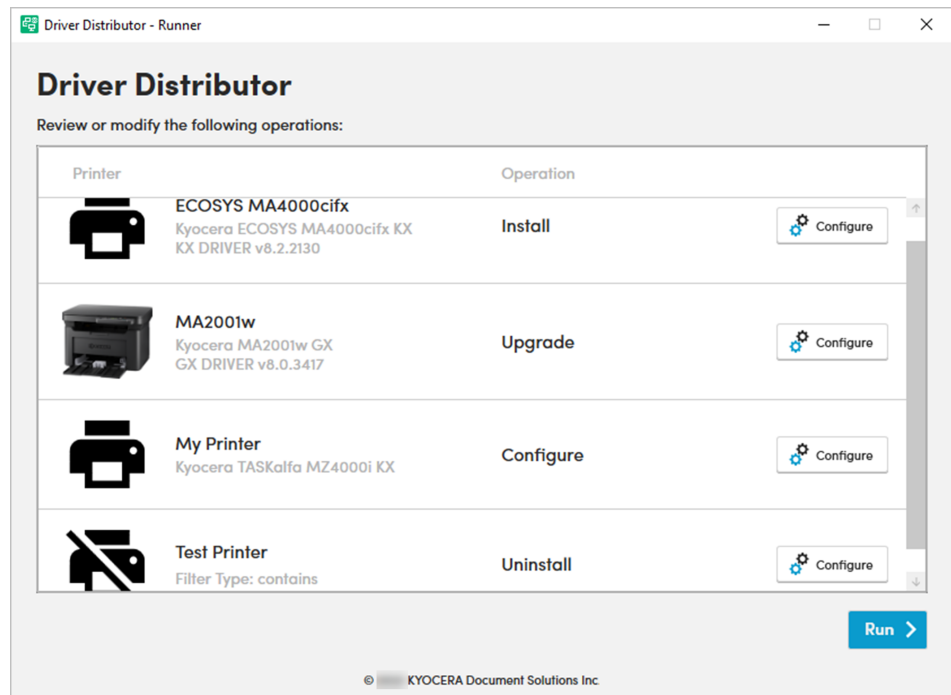 Driver Distributor - Runner
Driver Distributor
Review or modify the following operations:
Printer Operation
ECOSYS MA4000cifx
Kyocera ECOSYS MA4000cifx KX
KX DRIVER v8.2.2130
Install
Configure
MA2001w
Kyocera MA2001w GX
GX DRIVER v8.0.3417
Upgrade
Configure
My Printer
Kyocera TASKalfa MZ4000i KX
Configure
Configure
Test Printer
Filter Type: contains
Uninstall
Configure
Run
© KYOCERA Document Solutions Inc.